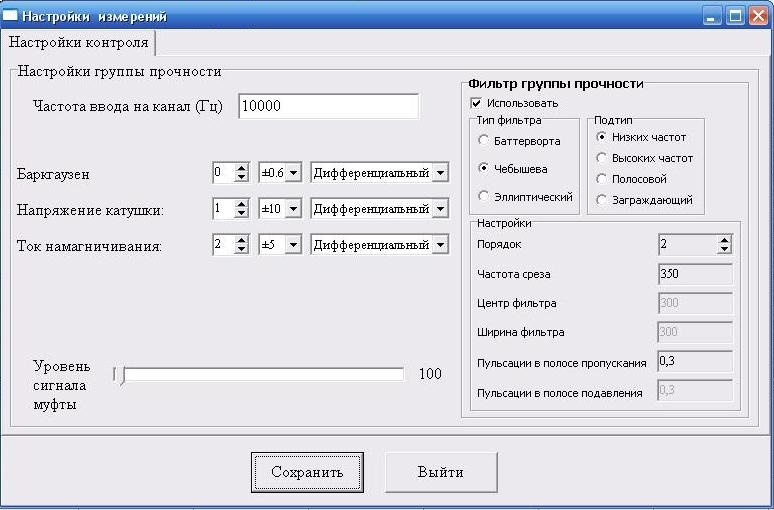 Настройки измерений
Настройки контроля
Настройки группы прочности
Частота ввода на канал (Гц) 10000
Баркгаузен 0 ±0.6 Дифференциальный
Напряжение катушки: 1 ±10 Дифференциальный
Ток намагничивания: 2 ±5 Дифференциальный
Уровень
сигнала
муфты
100
Фильтр группы прочности
Использовать
Тип фильтра
Баттерворта
Чебышева
Эллиптический
Подтип
Низких частот
Высоких частот
Полосовой
Заграждающий
Настройки
Порядок 2
Частота среза 350
Центр фильтра 300
Ширина фильтра 300
Пульсации в полосе пропускания 0,3
Пульсации в полосе подавления 0,3
Сохранить
Выйти